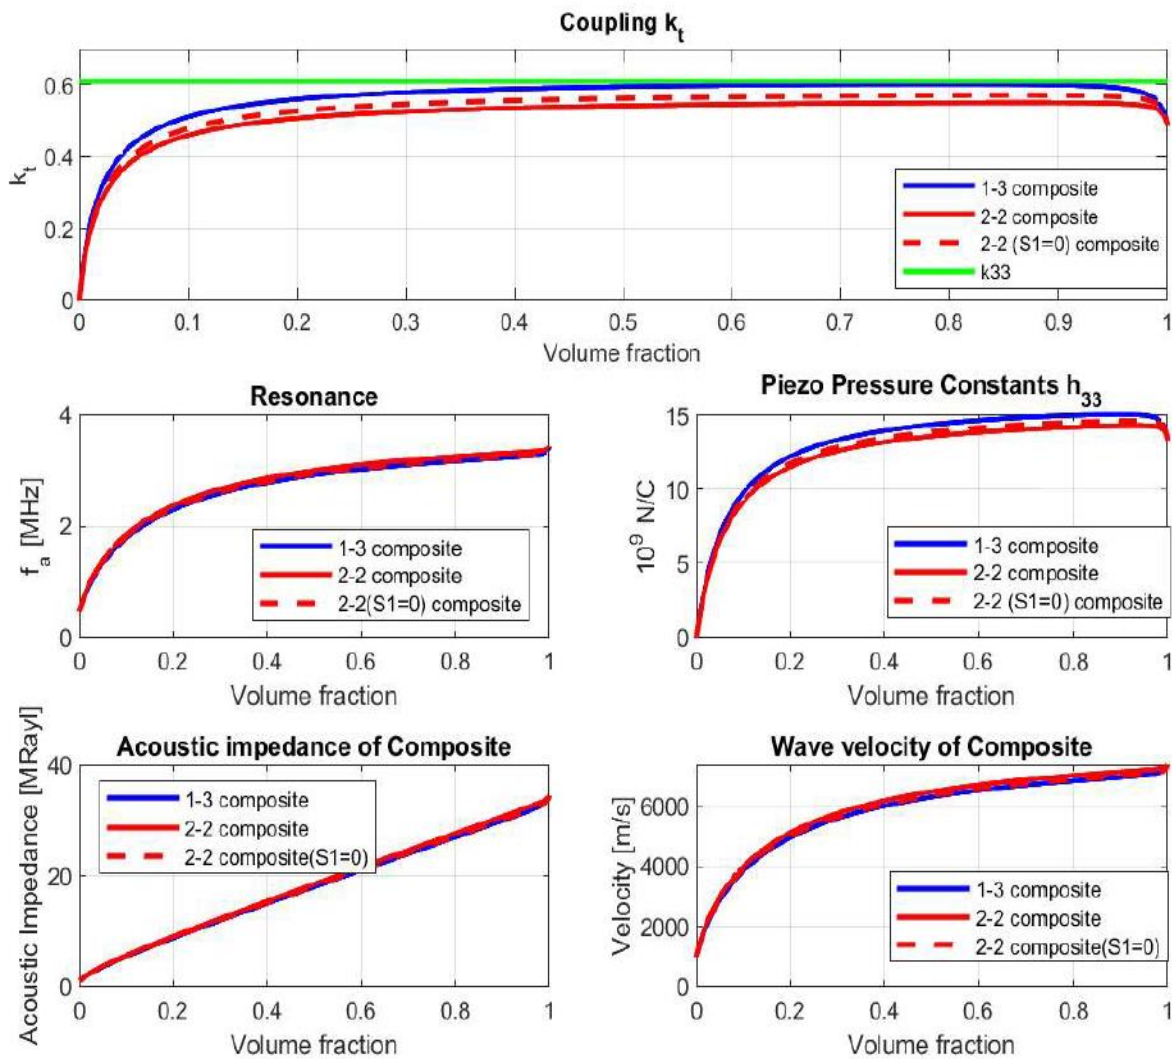 Coupling k_t
k_t
0.6
0.4
0.2
0
0 0.1 0.2 0.3 0.4 0.5 0.6 0.7 0.8 0.9 1
Volume fraction
1-3 composite
2-2 composite
2-2 (S1=0) composite
k33
Resonance
f_a [MHz]
4
2
0
0 0.2 0.4 0.6 0.8 1
Volume fraction
1-3 composite
2-2 composite
2-2(S1=0) composite
Piezo Pressure Constants h_33
10^9 N/C
15
10
5
0
0 0.2 0.4 0.6 0.8 1
Volume fraction
1-3 composite
2-2 composite
2-2 (S1=0) composite
Acoustic impedance of Composite
Acoustic Impedance [MRayl]
40
20
0
0 0.2 0.4 0.6 0.8 1
Volume fraction
1-3 composite
2-2 composite
2-2 composite(S1=0)
Wave velocity of Composite
Velocity [m/s]
6000
4000
2000
0
0 0.2 0.4 0.6 0.8 1
Volume fraction
1-3 composite
2-2 composite
2-2 composite(S1=0)